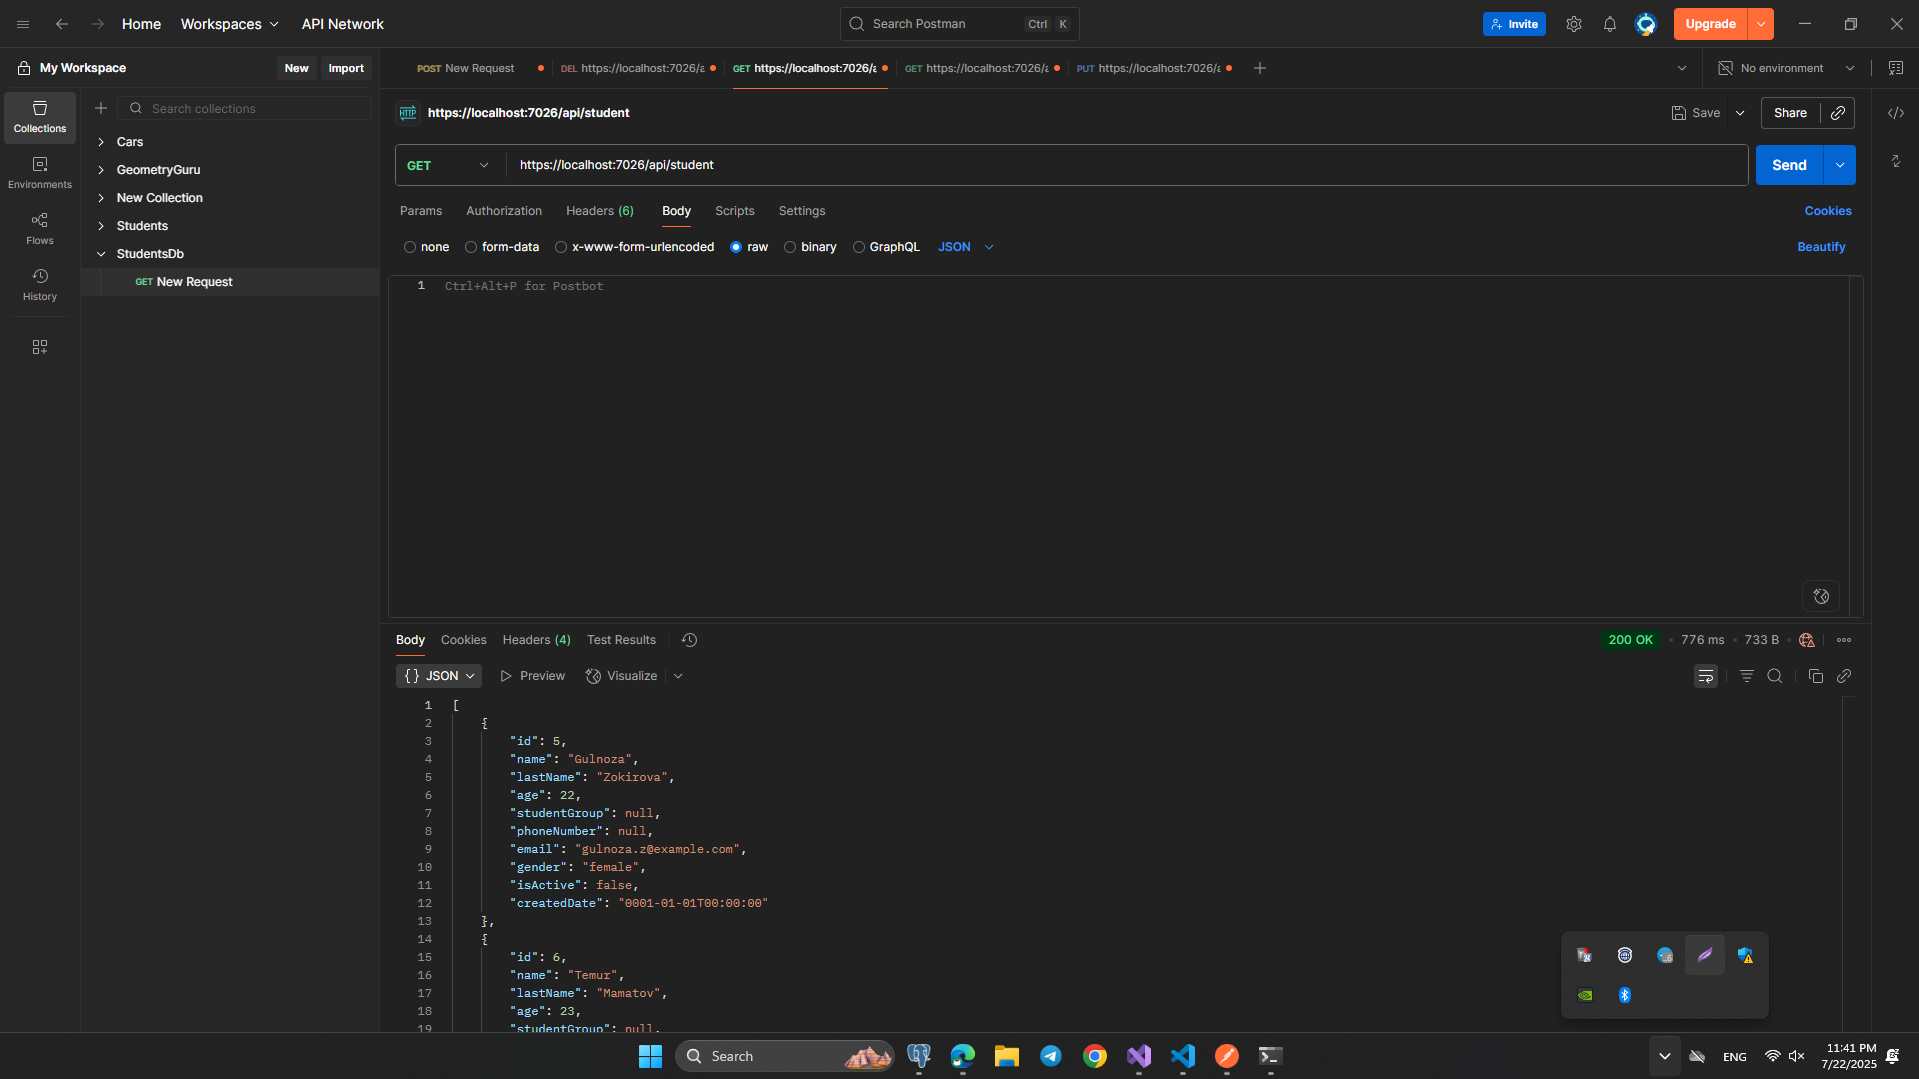 Home
Workspaces
API Network
Search Postman
Ctrl K
Invite
Upgrade
My Workspace
New
Import
POST New Request
DEL https://localhost:7026/a
GET https://localhost:7026/a
GET https://localhost:7026/a
PUT https://localhost:7026/a
No environment
Collections
Environments
Flows
History
Search collections
Cars
GeometryGuru
New Collection
Students
StudentsDb
GET New Request
HTTP https://localhost:7026/api/student
Save
Share
GET https://localhost:7026/api/student
Send
Params Authorization Headers (6) Body Scripts Settings
Cookies
none form-data x-www-form-urlencoded raw binary GraphQL JSON
Beautify
1 Ctrl+Alt+P for Postbot
Body Cookies Headers (4) Test Results
200 OK • 776 ms • 733 B •
{} JSON Preview Visualize
1 [
2 {
3 "id": 5,
4 "name": "Gulnoza",
5 "lastName": "Zokirova",
6 "age": 22,
7 "studentGroup": null,
8 "phoneNumber": null,
9 "email": "gulnoza.z@example.com",
10 "gender": "female",
11 "isActive": false,
12 "createdDate": "0001-01-01T00:00:00"
13 },
14 {
15 "id": 6,
16 "name": "Temur",
17 "lastName": "Mamatov",
18 "age": 23,
19 "studentGroup": null,
Search
ENG
11:41 PM
7/22/2025